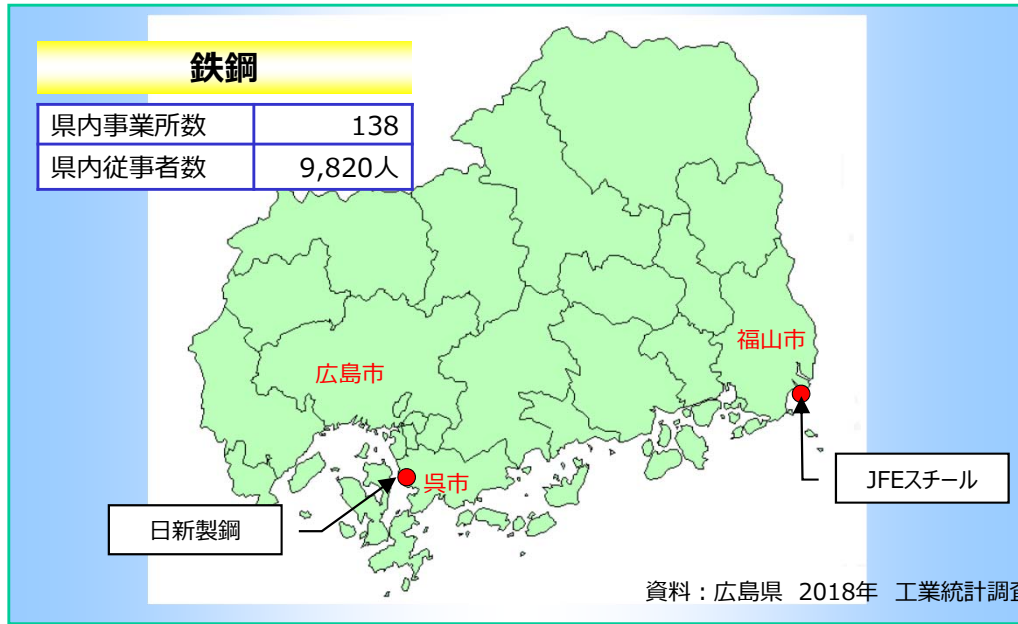 鉄鋼
県内事業所数 138
県内従事者数 9,820人
福山市
広島市
JFEスチール
呉市
日新製鋼
資料：広島県 2018年 工業統計調査